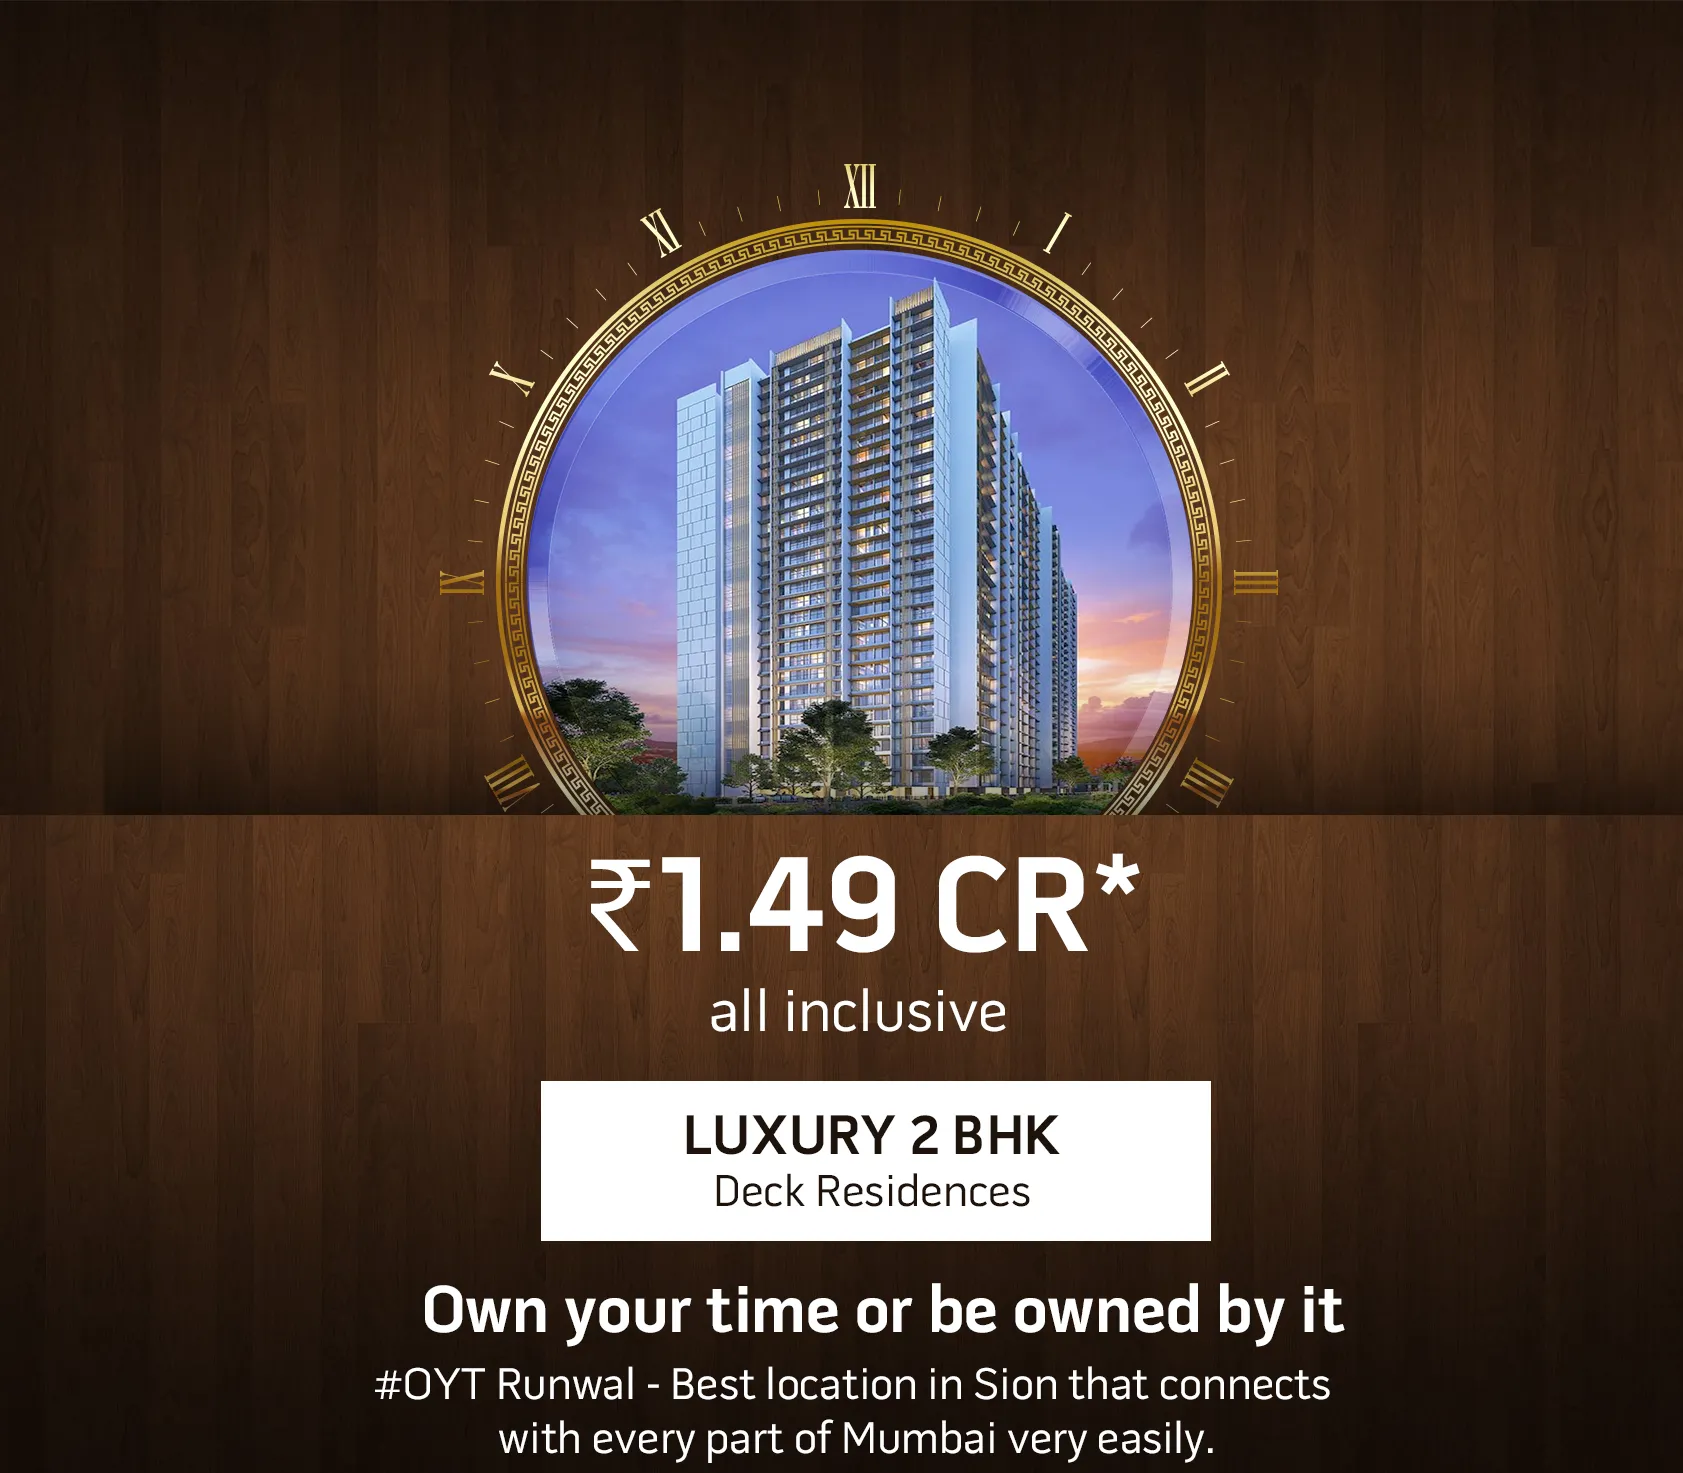 XII
XI
I
X
II
IX
III
VIII
IIII
₹1.49 CR*
all inclusive
LUXURY 2 BHK
Deck Residences
Own your time or be owned by it
#OYT Runwal - Best location in Sion that connects
with every part of Mumbai very easily.